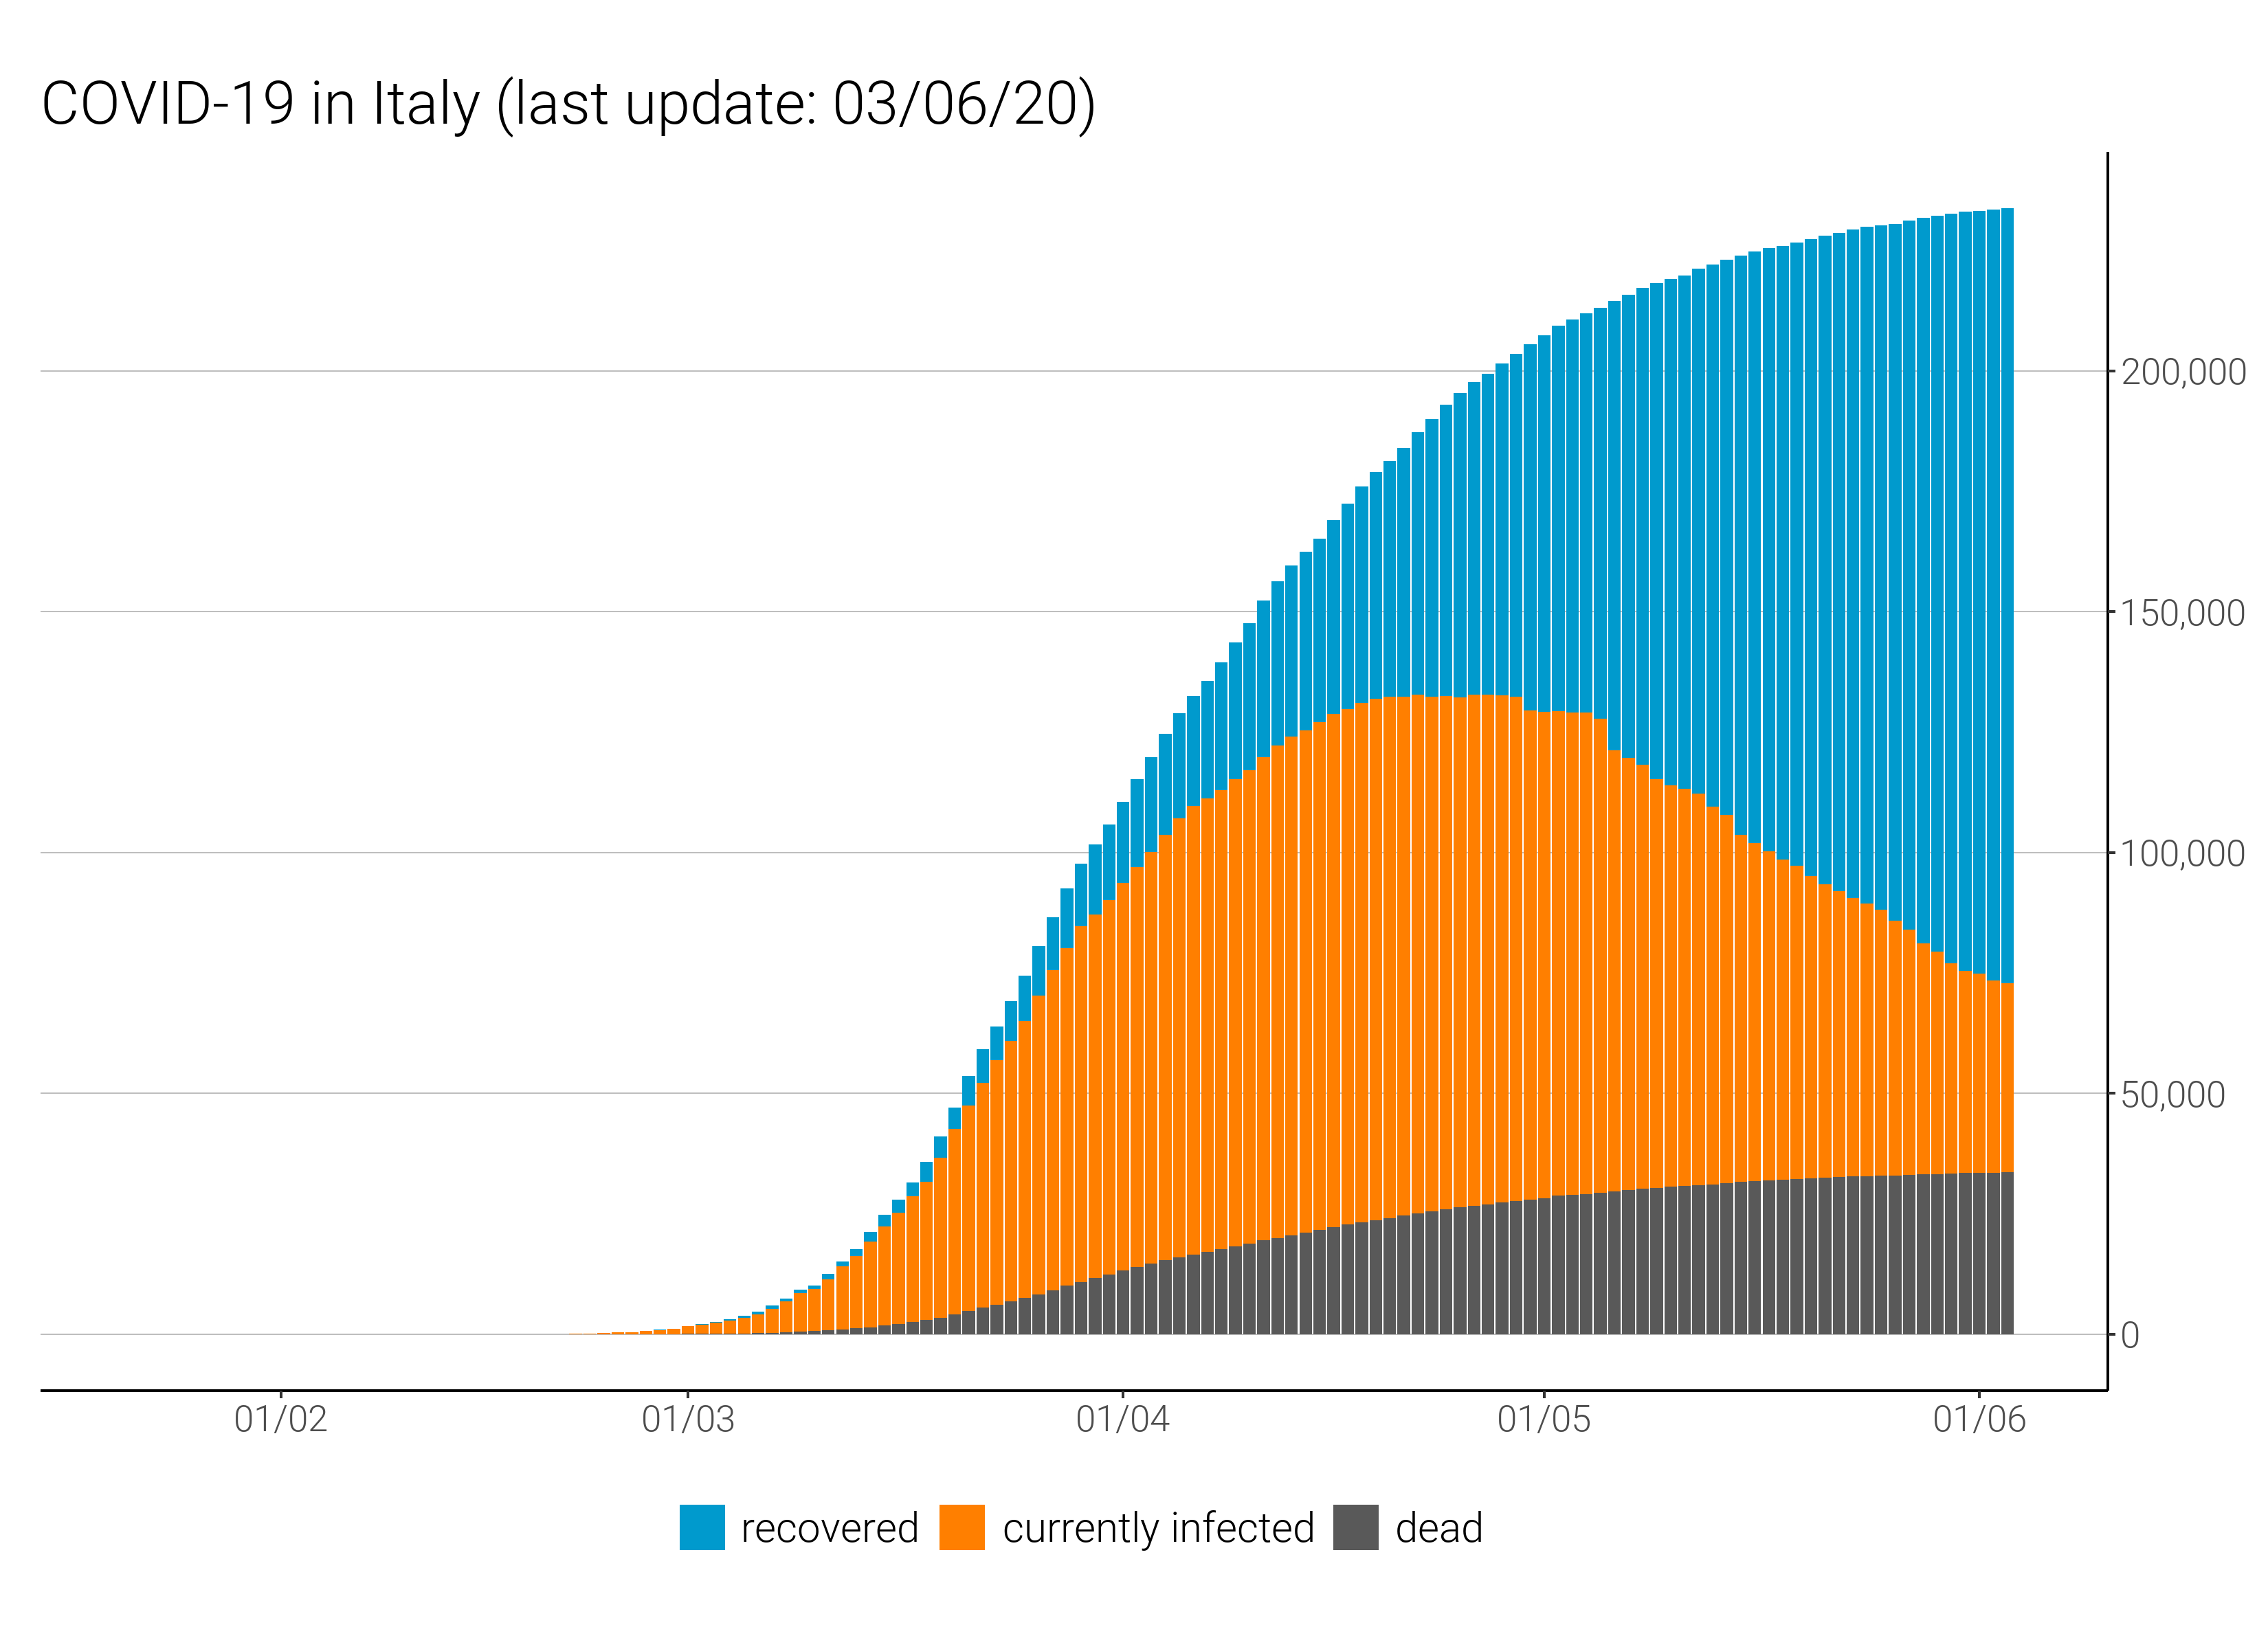 COVID-19 in Italy (last update: 03/06/20)
200,000
150,000
100,000
50,000
0
01/02 01/03 01/04 01/05 01/06
recovered currently infected dead